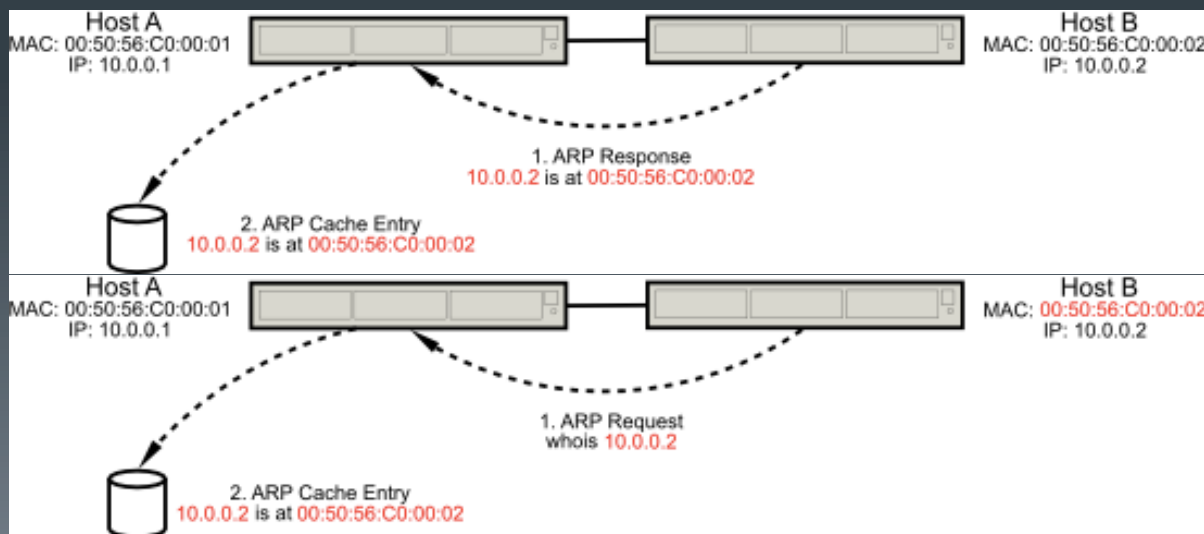 Host A
MAC: 00:50:56:C0:00:01
IP: 10.0.0.1
Host B
MAC: 00:50:56:C0:00:02
IP: 10.0.0.2
1. ARP Response
10.0.0.2 is at 00:50:56:C0:00:02
2. ARP Cache Entry
10.0.0.2 is at 00:50:56:C0:00:02
Host A
MAC: 00:50:56:C0:00:01
IP: 10.0.0.1
Host B
MAC: 00:50:56:C0:00:02
IP: 10.0.0.2
1. ARP Request
whois 10.0.0.2
2. ARP Cache Entry
10.0.0.2 is at 00:50:56:C0:00:02